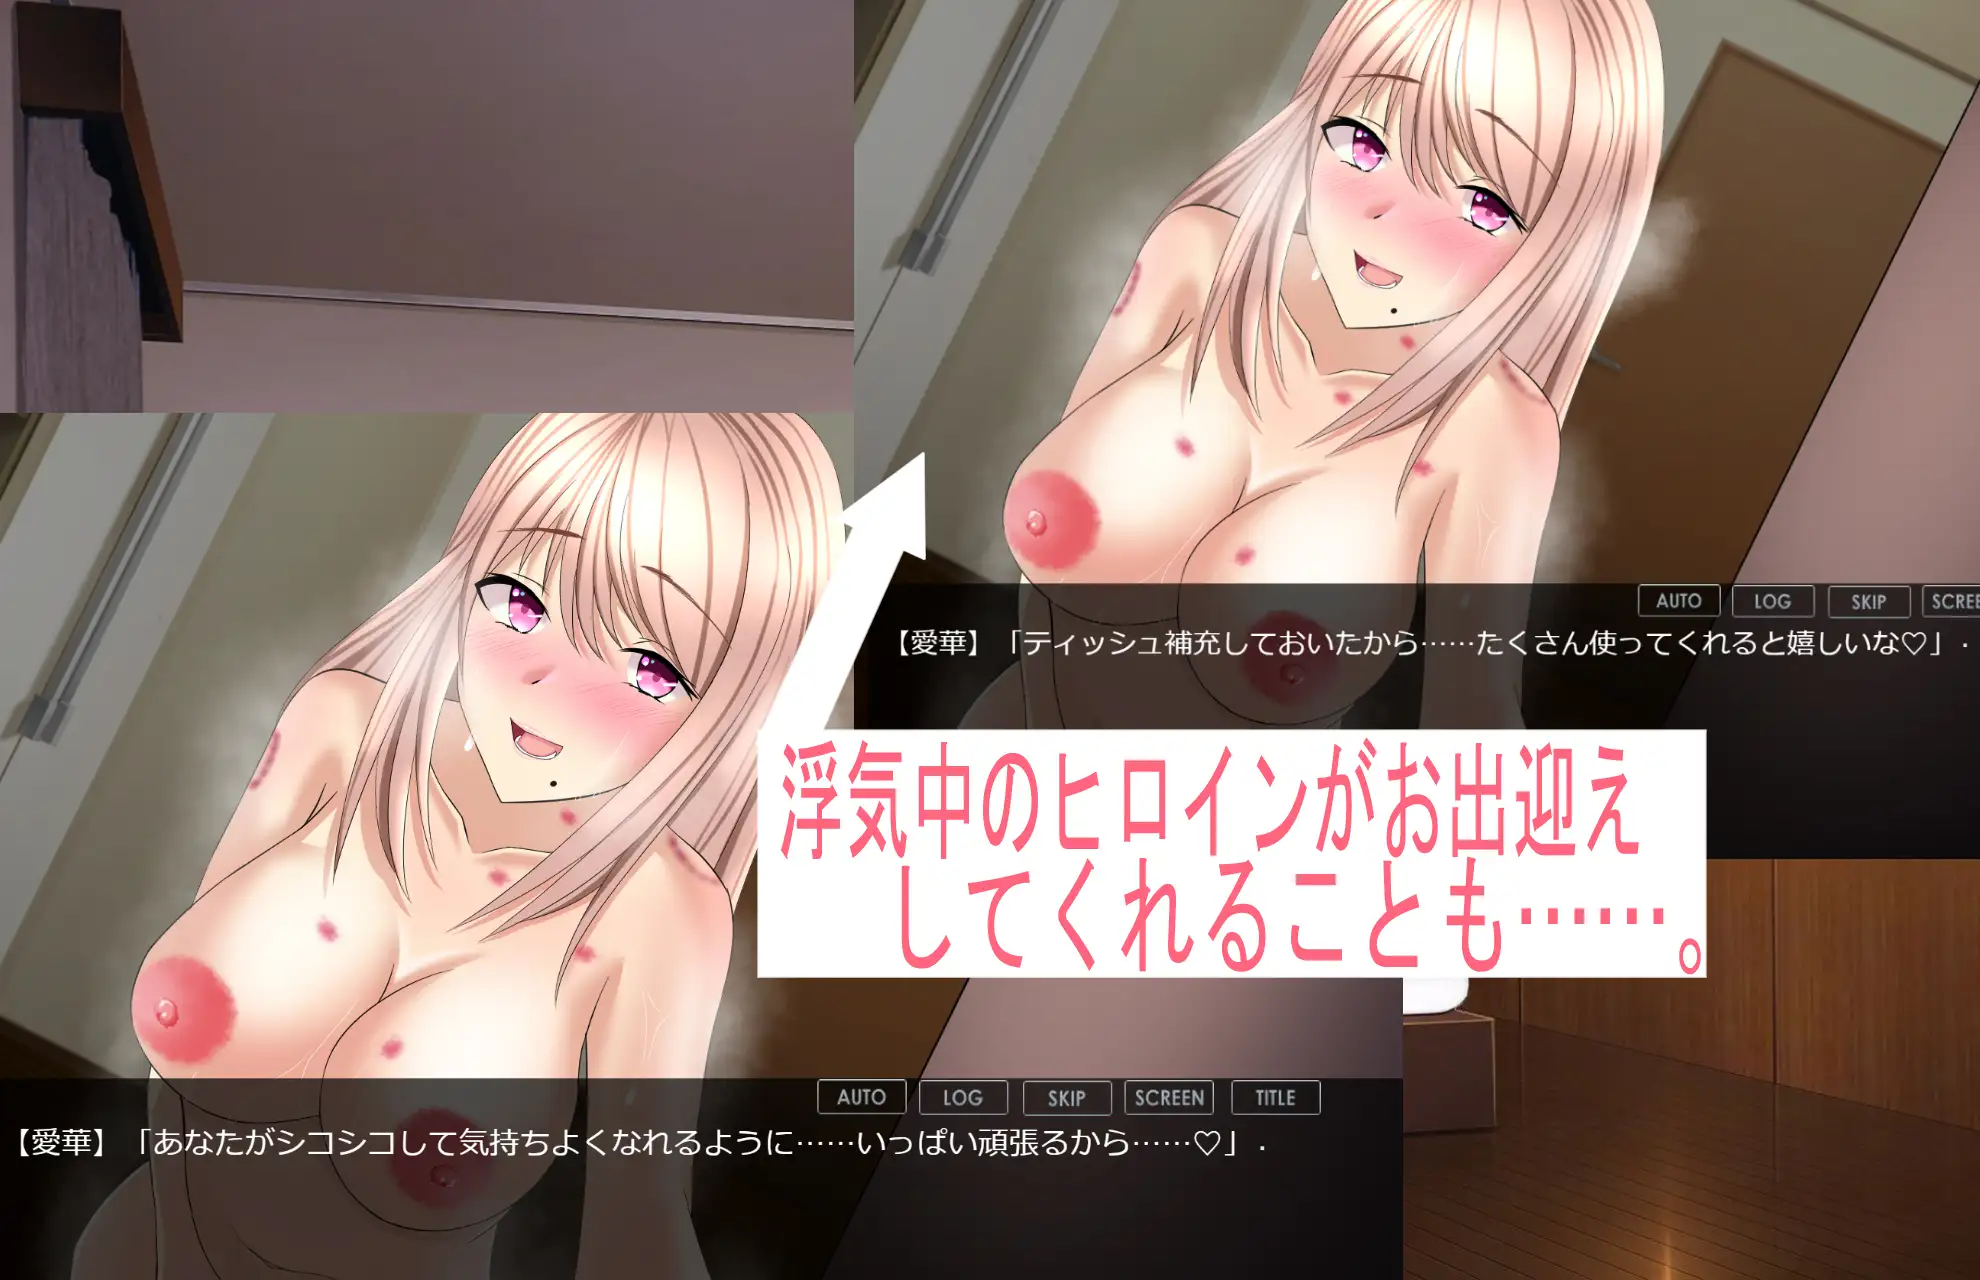 AUTO LOG SKIP SCREE
【愛華】「ティッシュ補充しておいたから……たくさん使ってくれると嬉しいな♡」.
浮気中のヒロインがお出迎え
してくれることも……。
AUTO LOG SKIP SCREEN TITLE
【愛華】「あなたがシコシコして気持ちよくなれるように……いっぱい頑張るから……♡」.